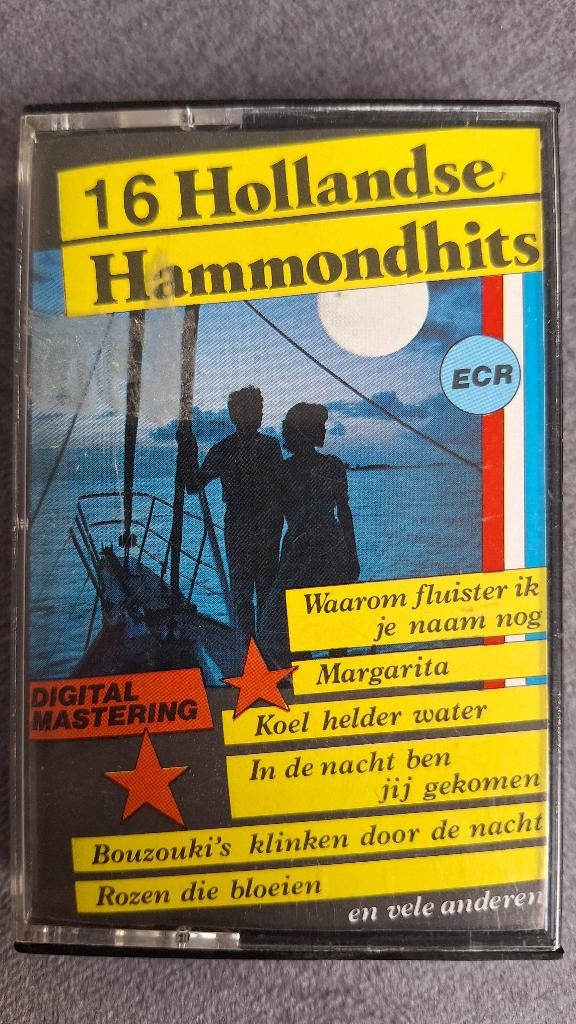 16 Hollandse
Hammondhits
ECR
Waarom fluister ik
je naam nog
Margarita
DIGITAL
MASTERING
Koel helder water
In de nacht ben
jij gekomen
Bouzouki's klinken door de nacht
Rozen die bloeien
en vele anderen